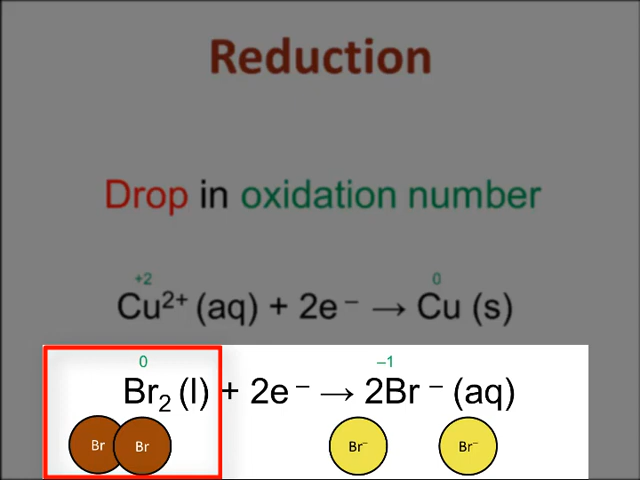 Reduction
Drop in oxidation number
+2 0
Cu²⁺ (aq) + 2e⁻ → Cu (s)
0 –1
Br₂ (l) + 2e⁻ → 2Br⁻ (aq)
Br Br Br⁻ Br⁻